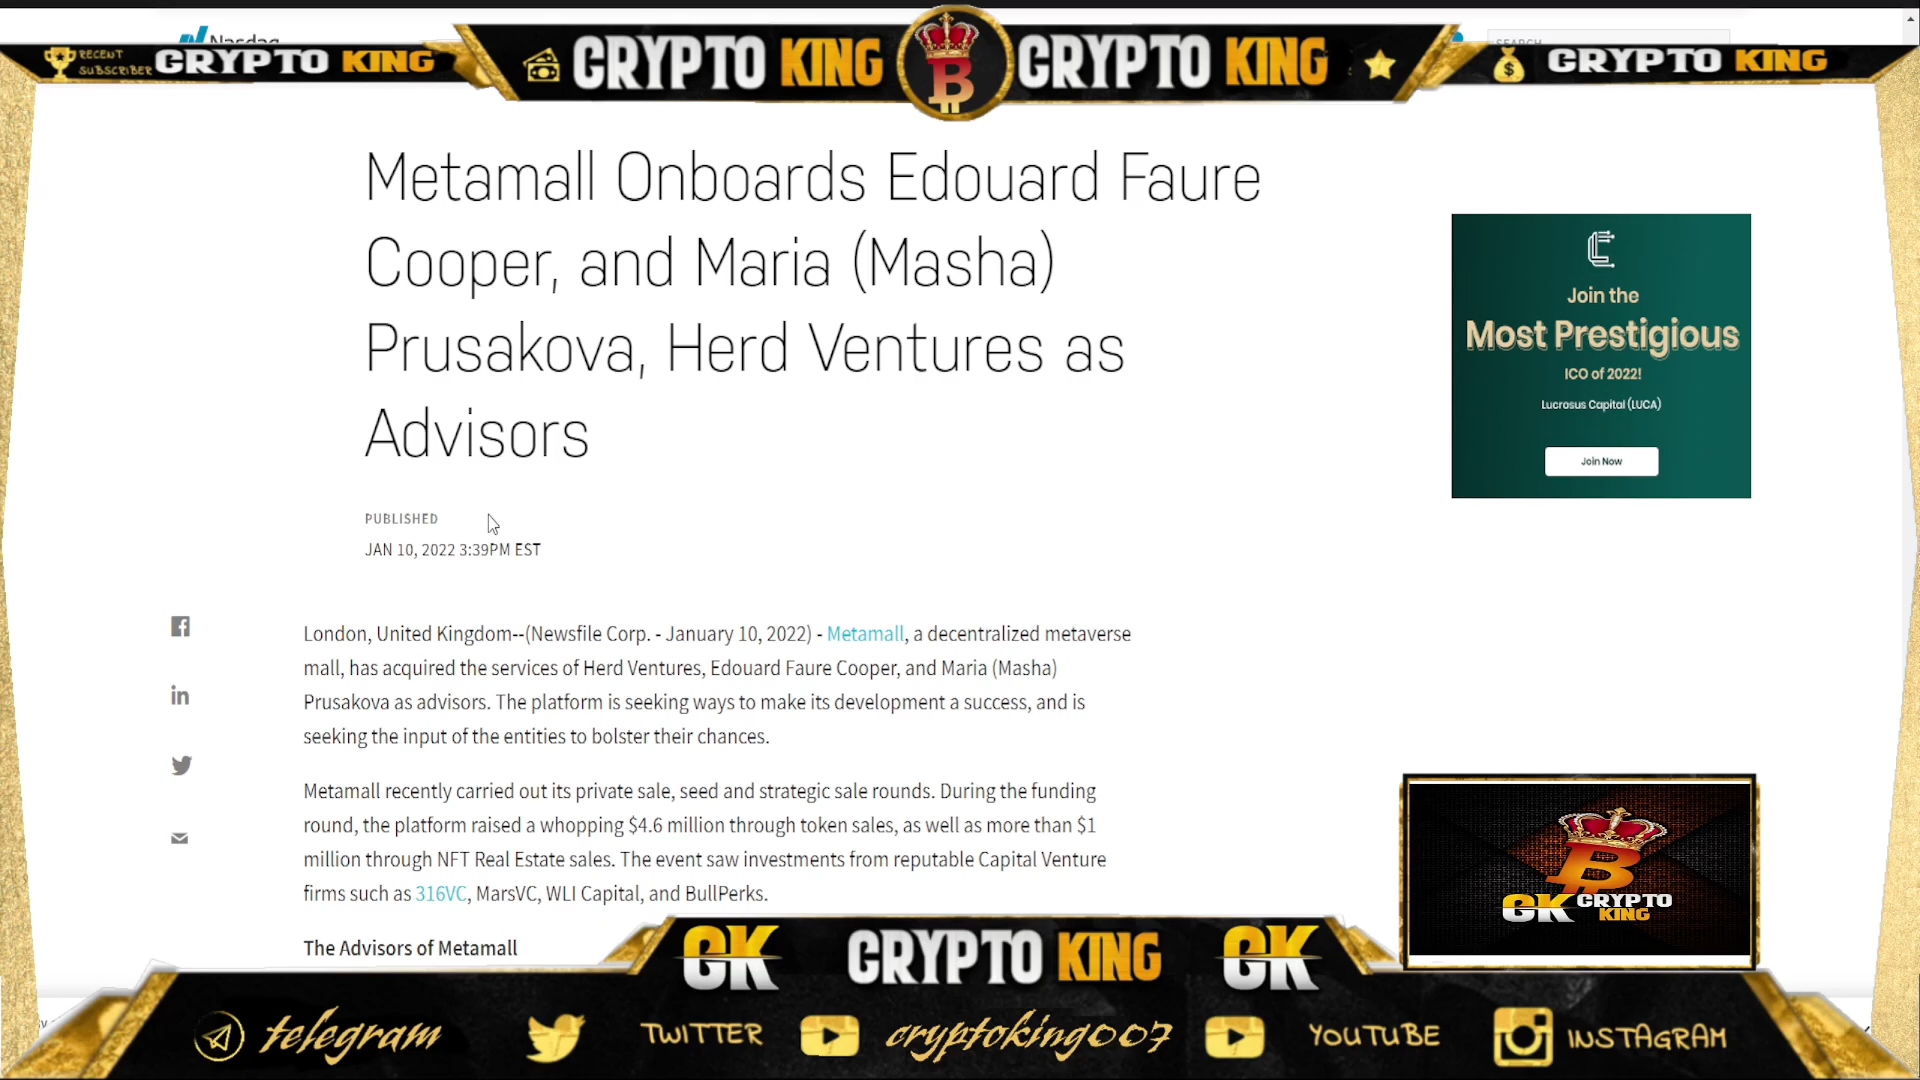 Nasdaq
SEARCH
RECENT
SUBSCRIBER
CRYPTO KING
CRYPTO KING
CRYPTO KING
CRYPTO KING
Metamall Onboards Edouard Faure
Cooper, and Maria (Masha)
Prusakova, Herd Ventures as
Advisors
PUBLISHED
JAN 10, 2022 3:39PM EST
Join the
Most Prestigious
ICO of 2022!
Lucrosus Capital (LUCA)
Join Now
London, United Kingdom--(Newsfile Corp. - January 10, 2022) - Metamall, a decentralized metaverse
mall, has acquired the services of Herd Ventures, Edouard Faure Cooper, and Maria (Masha)
Prusakova as advisors. The platform is seeking ways to make its development a success, and is
seeking the input of the entities to bolster their chances.
Metamall recently carried out its private sale, seed and strategic sale rounds. During the funding
round, the platform raised a whopping $4.6 million through token sales, as well as more than $1
million through NFT Real Estate sales. The event saw investments from reputable Capital Venture
firms such as 316VC, MarsVC, WLI Capital, and BullPerks.
The Advisors of Metamall
CK CRYPTO
KING
CK CRYPTO KING CK
telegram TWITTER cryptoking007 YOUTUBE INSTAGRAM